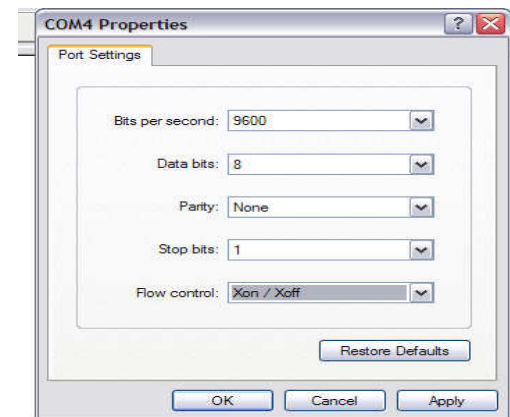 COM4 Properties
Port Settings
Bits per second: 9600
Data bits: 8
Parity: None
Stop bits: 1
Flow control: Xon / Xoff
Restore Defaults
OK Cancel Apply